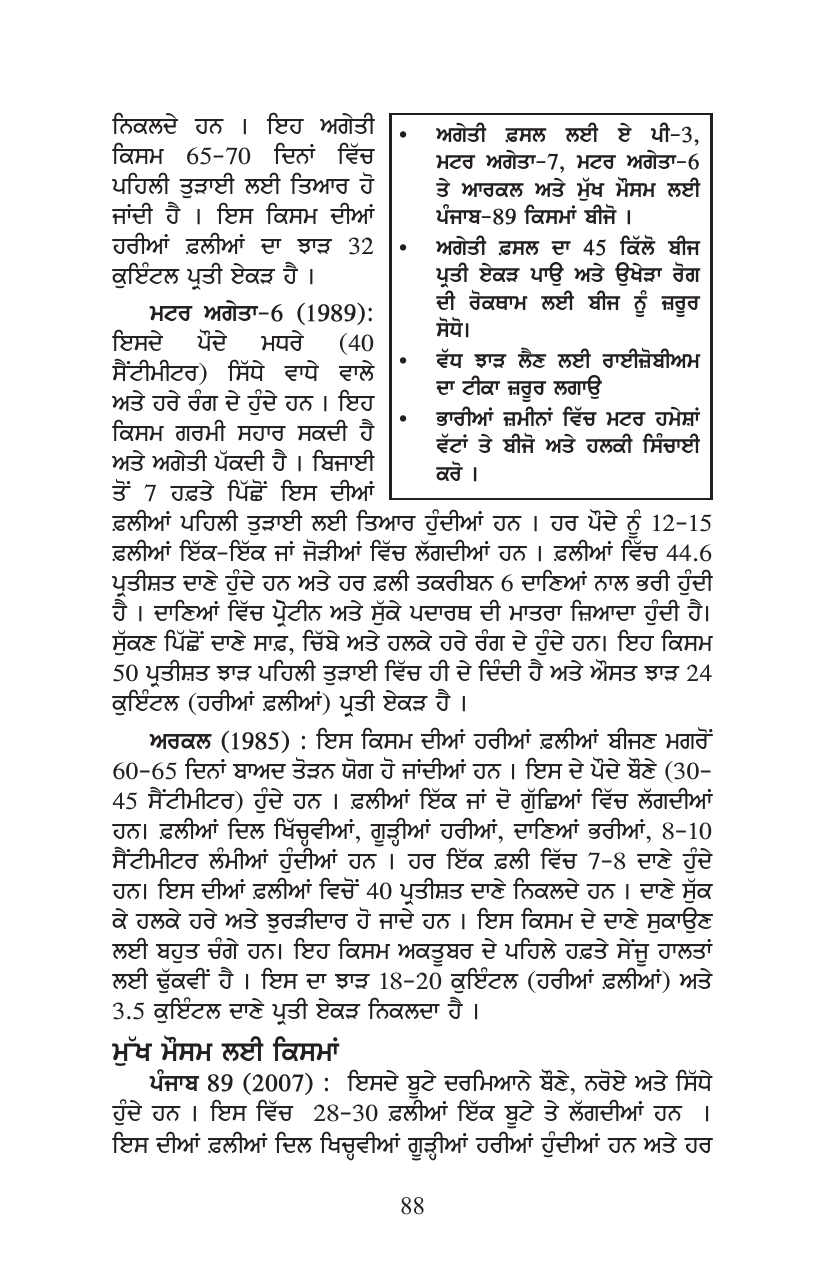 ਨਿਕਲਦੇ ਹਨ । ਇਹ ਅਗੇਤੀ
ਕਿਸਮ 65-70 ਦਿਨਾਂ ਵਿੱਚ
ਪਹਿਲੀ ਤੁੜਾਈ ਲਈ ਤਿਆਰ ਹੋ
ਜਾਂਦੀ ਹੈ । ਇਸ ਕਿਸਮ ਦੀਆਂ
ਹਰੀਆਂ ਫ਼ਲੀਆਂ ਦਾ ਝਾੜ 32
ਕੁਇੰਟਲ ਪ੍ਰਤੀ ਏਕੜ ਹੈ ।
ਮਟਰ ਅਗੇਤਾ-6 (1989):
ਇਸਦੇ ਪੌਦੇ ਮਧਰੇ (40
ਸੈਂਟੀਮੀਟਰ) ਸਿੱਧੇ ਵਾਧੇ ਵਾਲੇ
ਅਤੇ ਹਰੇ ਰੰਗ ਦੇ ਹੁੰਦੇ ਹਨ । ਇਹ
ਕਿਸਮ ਗਰਮੀ ਸਹਾਰ ਸਕਦੀ ਹੈ
ਅਤੇ ਅਗੇਤੀ ਪੱਕਦੀ ਹੈ । ਬਿਜਾਈ
ਤੋਂ 7 ਹਫ਼ਤੇ ਪਿੱਛੋਂ ਇਸ ਦੀਆਂ
• ਅਗੇਤੀ ਫ਼ਸਲ ਲਈ ਏ ਪੀ-3,
ਮਟਰ ਅਗੇਤਾ-7, ਮਟਰ ਅਗੇਤਾ-6
ਤੇ ਆਰਕਲ ਅਤੇ ਮੁੱਖ ਮੌਸਮ ਲਈ
ਪੰਜਾਬ-89 ਕਿਸਮਾਂ ਬੀਜੋ ।
• ਅਗੇਤੀ ਫ਼ਸਲ ਦਾ 45 ਕਿੱਲੋ ਬੀਜ
ਪ੍ਰਤੀ ਏਕੜ ਪਾਉ ਅਤੇ ਉਖੇੜਾ ਰੋਗ
ਦੀ ਰੋਕਥਾਮ ਲਈ ਬੀਜ ਨੂੰ ਜ਼ਰੂਰ
ਸੋਧੋ।
• ਵੱਧ ਝਾੜ ਲੈਣ ਲਈ ਰਾਈਜ਼ੋਬੀਅਮ
ਦਾ ਟੀਕਾ ਜ਼ਰੂਰ ਲਗਾਉ
• ਭਾਰੀਆਂ ਜ਼ਮੀਨਾਂ ਵਿੱਚ ਮਟਰ ਹਮੇਸ਼ਾਂ
ਵੱਟਾਂ ਤੇ ਬੀਜੋ ਅਤੇ ਹਲਕੀ ਸਿੰਚਾਈ
ਕਰੋ ।
ਫ਼ਲੀਆਂ ਪਹਿਲੀ ਤੁੜਾਈ ਲਈ ਤਿਆਰ ਹੁੰਦੀਆਂ ਹਨ । ਹਰ ਪੌਦੇ ਨੂੰ 12-15
ਫ਼ਲੀਆਂ ਇੱਕ-ਇੱਕ ਜਾਂ ਜੋੜੀਆਂ ਵਿੱਚ ਲੱਗਦੀਆਂ ਹਨ । ਫ਼ਲੀਆਂ ਵਿੱਚ 44.6
ਪ੍ਰਤੀਸ਼ਤ ਦਾਣੇ ਹੁੰਦੇ ਹਨ ਅਤੇ ਹਰ ਫ਼ਲੀ ਤਕਰੀਬਨ 6 ਦਾਣਿਆਂ ਨਾਲ ਭਰੀ ਹੁੰਦੀ
ਹੈ । ਦਾਣਿਆਂ ਵਿੱਚ ਪ੍ਰੋਟੀਨ ਅਤੇ ਸੁੱਕੇ ਪਦਾਰਥ ਦੀ ਮਾਤਰਾ ਜ਼ਿਆਦਾ ਹੁੰਦੀ ਹੈ।
ਸੁੱਕਣ ਪਿੱਛੋਂ ਦਾਣੇ ਸਾਫ਼, ਚਿੱਬੇ ਅਤੇ ਹਲਕੇ ਹਰੇ ਰੰਗ ਦੇ ਹੁੰਦੇ ਹਨ। ਇਹ ਕਿਸਮ
50 ਪ੍ਰਤੀਸ਼ਤ ਝਾੜ ਪਹਿਲੀ ਤੁੜਾਈ ਵਿੱਚ ਹੀ ਦੇ ਦਿੰਦੀ ਹੈ ਅਤੇ ਔਸਤ ਝਾੜ 24
ਕੁਇੰਟਲ (ਹਰੀਆਂ ਫ਼ਲੀਆਂ) ਪ੍ਰਤੀ ਏਕੜ ਹੈ ।
ਅਰਕਲ (1985) : ਇਸ ਕਿਸਮ ਦੀਆਂ ਹਰੀਆਂ ਫ਼ਲੀਆਂ ਬੀਜਣ ਮਗਰੋਂ
60-65 ਦਿਨਾਂ ਬਾਅਦ ਤੋੜਨ ਯੋਗ ਹੋ ਜਾਂਦੀਆਂ ਹਨ । ਇਸ ਦੇ ਪੌਦੇ ਬੌਣੇ (30-
45 ਸੈਂਟੀਮੀਟਰ) ਹੁੰਦੇ ਹਨ । ਫ਼ਲੀਆਂ ਇੱਕ ਜਾਂ ਦੋ ਗੁੱਛਿਆਂ ਵਿੱਚ ਲੱਗਦੀਆਂ
ਹਨ। ਫ਼ਲੀਆਂ ਦਿਲ ਖਿੱਚ੍ਹਵੀਆਂ, ਗੂੜ੍ਹੀਆਂ ਹਰੀਆਂ, ਦਾਣਿਆਂ ਭਰੀਆਂ, 8-10
ਸੈਂਟੀਮੀਟਰ ਲੰਮੀਆਂ ਹੁੰਦੀਆਂ ਹਨ । ਹਰ ਇੱਕ ਫਲੀ ਵਿੱਚ 7-8 ਦਾਣੇ ਹੁੰਦੇ
ਹਨ। ਇਸ ਦੀਆਂ ਫ਼ਲੀਆਂ ਵਿਚੋਂ 40 ਪ੍ਰਤੀਸ਼ਤ ਦਾਣੇ ਨਿਕਲਦੇ ਹਨ । ਦਾਣੇ ਸੁੱਕ
ਕੇ ਹਲਕੇ ਹਰੇ ਅਤੇ ਝੁਰੜੀਦਾਰ ਹੋ ਜਾਦੇ ਹਨ । ਇਸ ਕਿਸਮ ਦੇ ਦਾਣੇ ਸੁਕਾਉਣ
ਲਈ ਬਹੁਤ ਚੰਗੇ ਹਨ। ਇਹ ਕਿਸਮ ਅਕਤੂਬਰ ਦੇ ਪਹਿਲੇ ਹਫ਼ਤੇ ਸੇਂਜੂ ਹਾਲਤਾਂ
ਲਈ ਢੁੱਕਵੀਂ ਹੈ । ਇਸ ਦਾ ਝਾੜ 18-20 ਕੁਇੰਟਲ (ਹਰੀਆਂ ਫ਼ਲੀਆਂ) ਅਤੇ
3.5 ਕੁਇੰਟਲ ਦਾਣੇ ਪ੍ਰਤੀ ਏਕੜ ਨਿਕਲਦਾ ਹੈ ।
ਮੁੱਖ ਮੌਸਮ ਲਈ ਕਿਸਮਾਂ
ਪੰਜਾਬ 89 (2007) : ਇਸਦੇ ਬੂਟੇ ਦਰਮਿਆਨੇ ਬੌਣੇ, ਨਰੋਏ ਅਤੇ ਸਿੱਧੇ
ਹੁੰਦੇ ਹਨ । ਇਸ ਵਿੱਚ 28-30 ਫ਼ਲੀਆਂ ਇੱਕ ਬੂਟੇ ਤੇ ਲੱਗਦੀਆਂ ਹਨ ।
ਇਸ ਦੀਆਂ ਫ਼ਲੀਆਂ ਦਿਲ ਖਿਚ੍ਹਵੀਆਂ ਗੂੜ੍ਹੀਆਂ ਹਰੀਆਂ ਹੁੰਦੀਆਂ ਹਨ ਅਤੇ ਹਰ
88